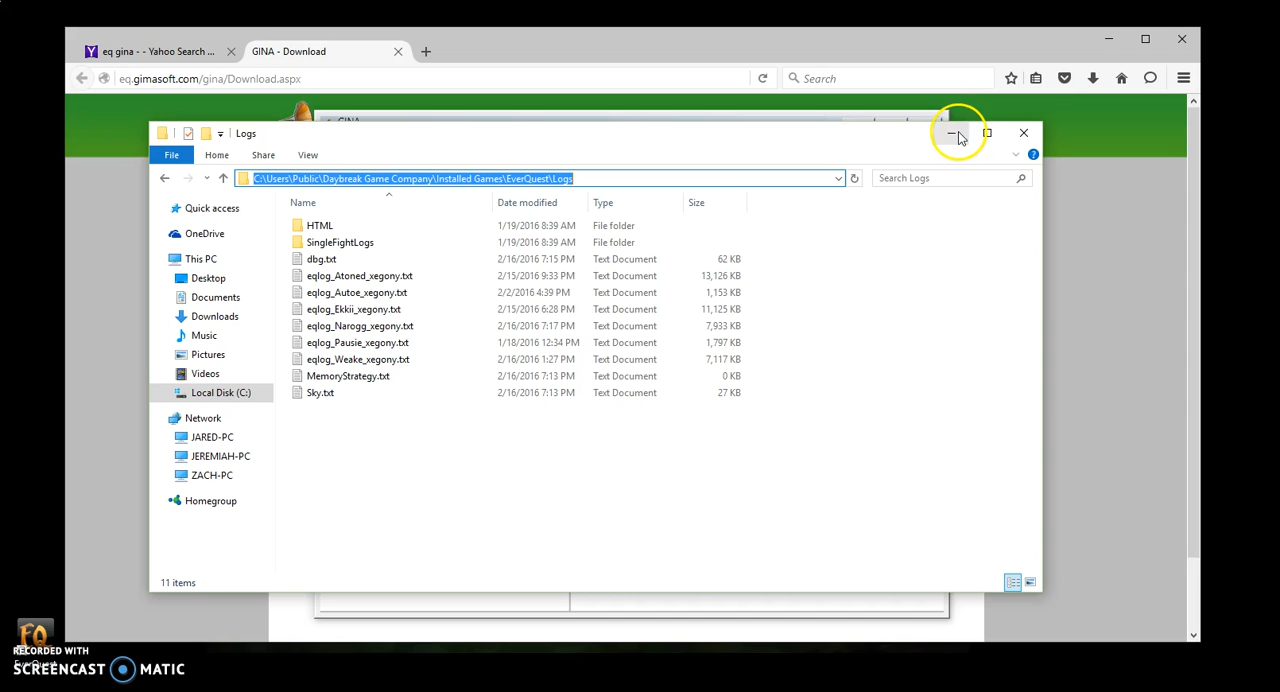 eq gina - - Yahoo Search ...
GINA - Download
eq.gimasoft.com/gina/Download.aspx
Search
GINA
Logs
File Home Share View
C:\Users\Public\Daybreak Game Company\Installed Games\EverQuest\Logs
Search Logs
Name Date modified Type Size
Quick access
OneDrive
This PC
Desktop
Documents
Downloads
Music
Pictures
Videos
Local Disk (C:)
Network
JARED-PC
JEREMIAH-PC
ZACH-PC
Homegroup
HTML 1/19/2016 8:39 AM File folder
SingleFightLogs 1/19/2016 8:39 AM File folder
dbg.txt 2/16/2016 7:15 PM Text Document 62 KB
eqlog_Atoned_xegony.txt 2/15/2016 9:33 PM Text Document 13,126 KB
eqlog_Autoe_xegony.txt 2/2/2016 4:39 PM Text Document 1,153 KB
eqlog_Ekkii_xegony.txt 2/15/2016 6:28 PM Text Document 11,125 KB
eqlog_Narogg_xegony.txt 2/16/2016 7:17 PM Text Document 7,933 KB
eqlog_Pausie_xegony.txt 1/18/2016 12:34 PM Text Document 1,797 KB
eqlog_Weake_xegony.txt 2/16/2016 1:27 PM Text Document 7,117 KB
MemoryStrategy.txt 2/16/2016 7:13 PM Text Document 0 KB
Sky.txt 2/16/2016 7:13 PM Text Document 27 KB
11 items
RECORDED WITH
SCREENCAST MATIC